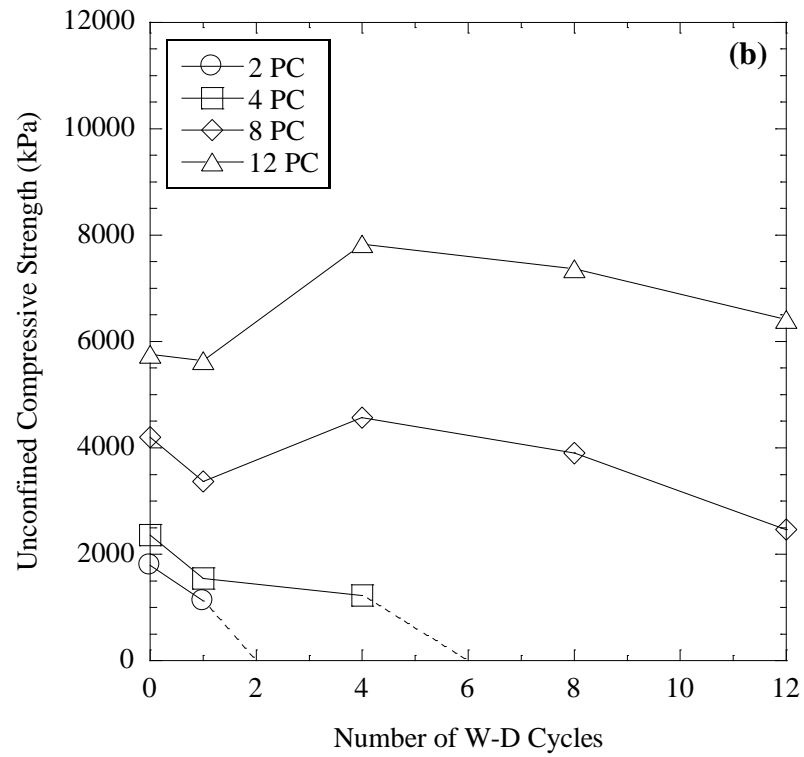 12000
(b)
2 PC
4 PC
8 PC
12 PC
10000
8000
6000
4000
2000
0
Unconfined Compressive Strength (kPa)
0 2 4 6 8 10 12
Number of W-D Cycles